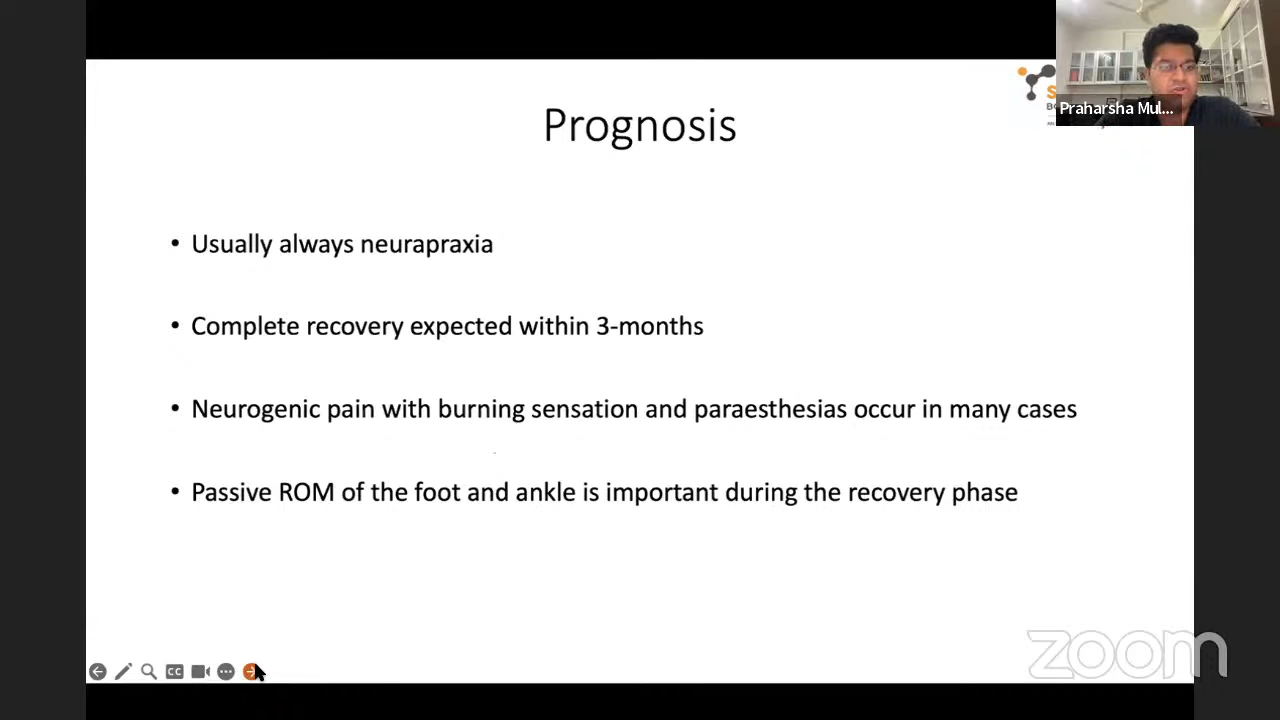 Prognosis
• Usually always neurapraxia
• Complete recovery expected within 3-months
• Neurogenic pain with burning sensation and paraesthesias occur in many cases
• Passive ROM of the foot and ankle is important during the recovery phase
Praharsha Mul...
CC
zoom